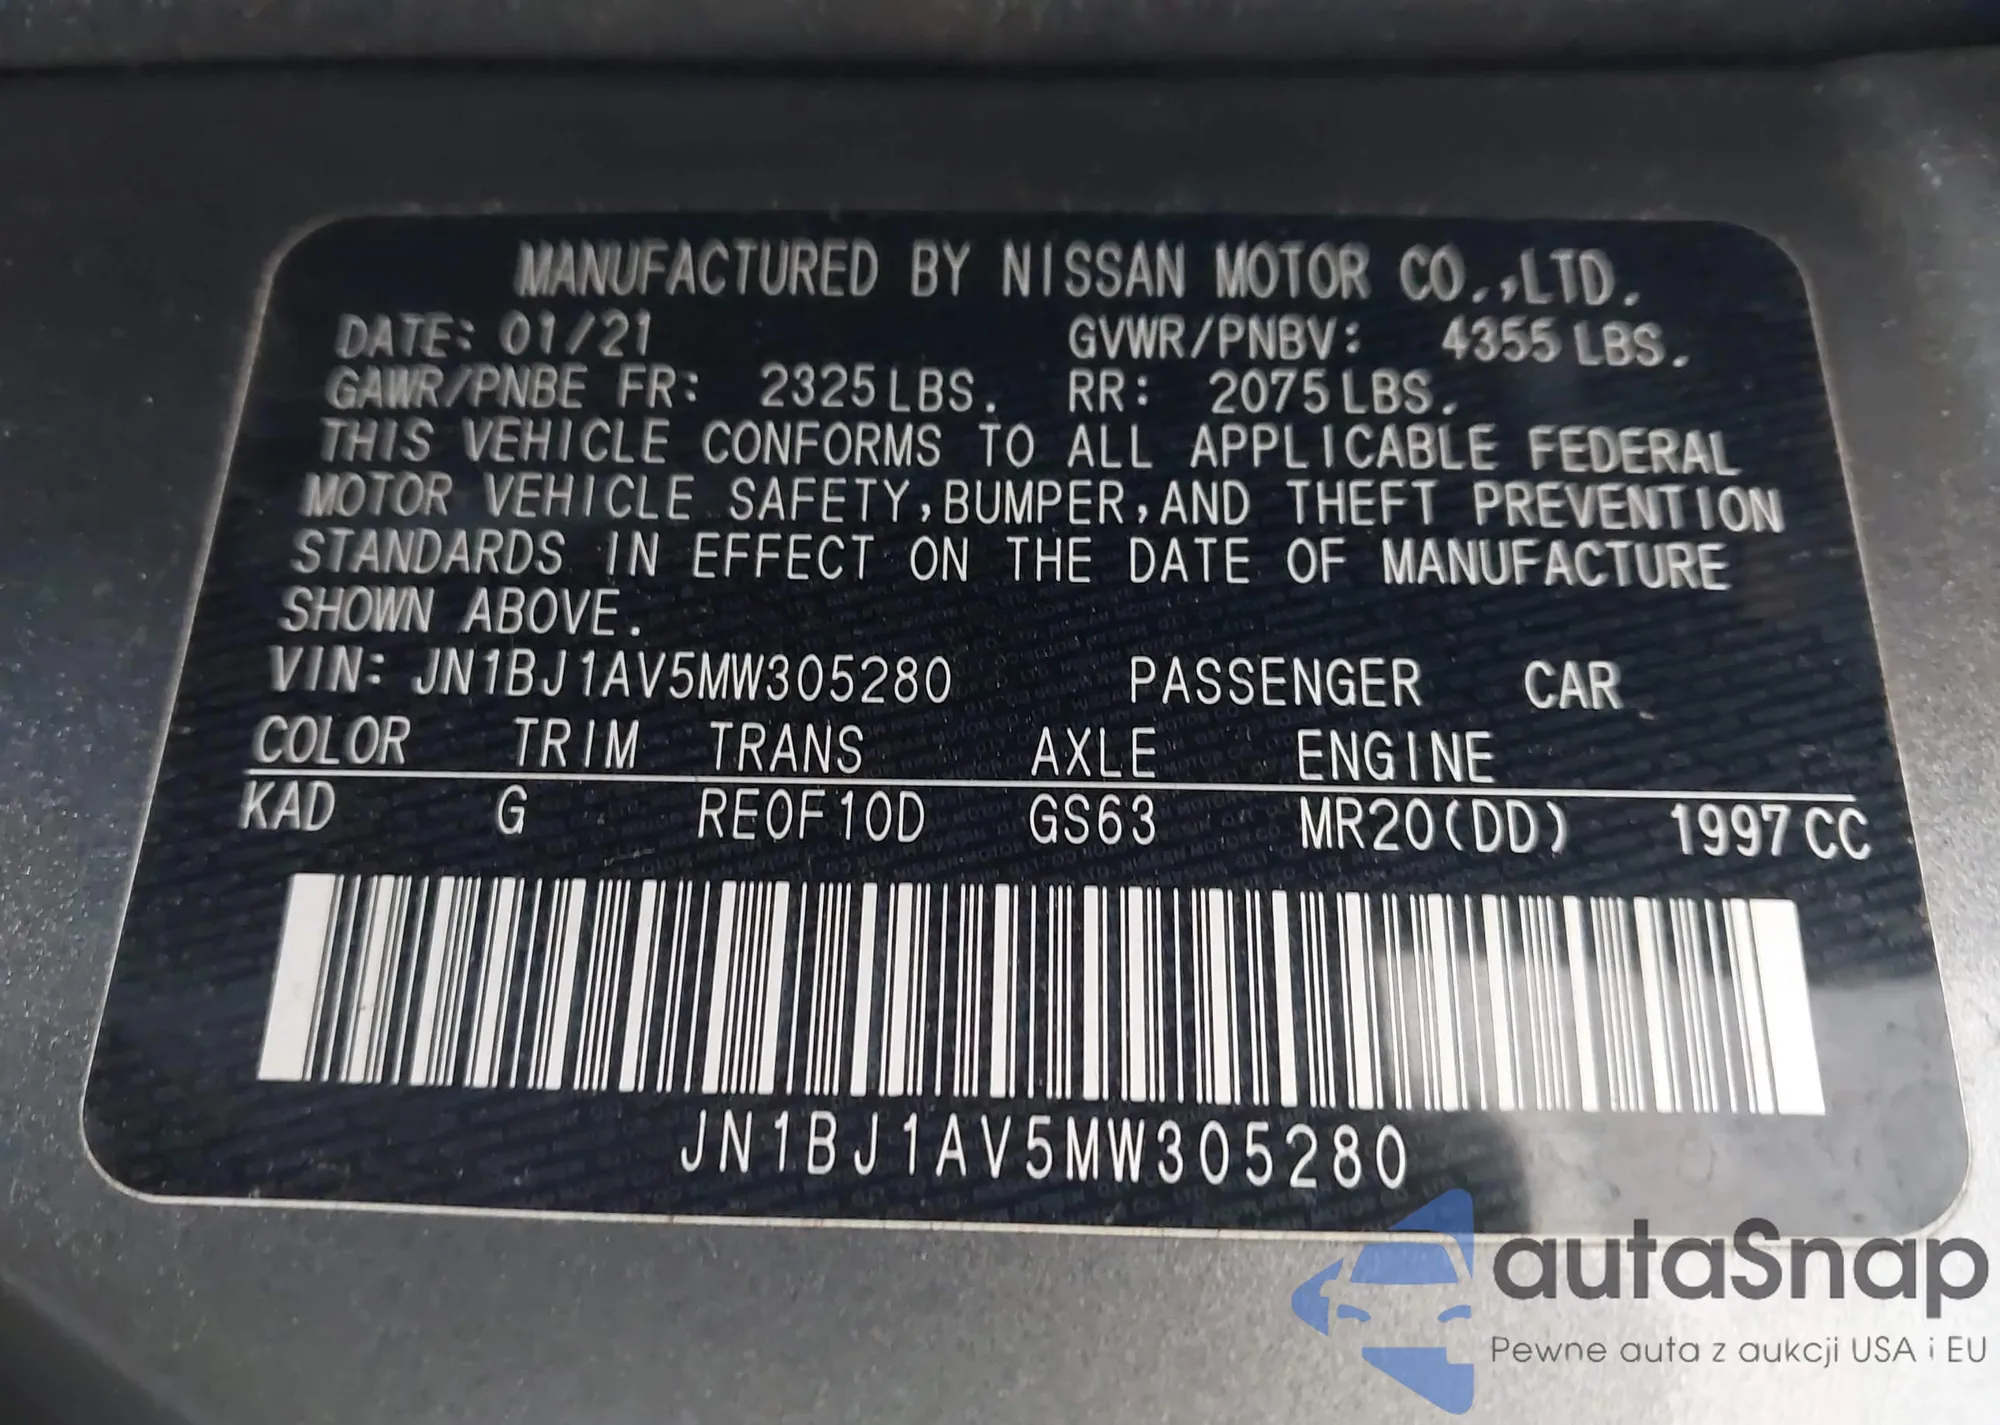 MANUFACTURED BY NISSAN MOTOR CO.,LTD.
DATE: 01/21 GVWR/PNBV: 4355 LBS.
GAWR/PNBE FR: 2325 LBS. RR: 2075 LBS.
THIS VEHICLE CONFORMS TO ALL APPLICABLE FEDERAL
MOTOR VEHICLE SAFETY,BUMPER,AND THEFT PREVENTION
STANDARDS IN EFFECT ON THE DATE OF MANUFACTURE
SHOWN ABOVE.
VIN: JN1BJ1AV5MW305280 PASSENGER CAR
COLOR TRIM TRANS AXLE ENGINE
KAD G RE0F10D GS63 MR20(DD) 1997 CC
JN1BJ1AV5MW305280
autaSnap
Pewne auta z aukcji USA i EU